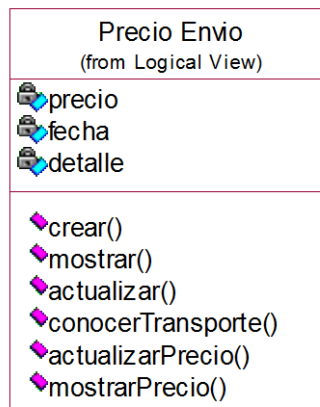 Precio Envio
(from Logical View)
precio
fecha
detalle
crear()
mostrar()
actualizar()
conocerTransporte()
actualizarPrecio()
mostrarPrecio()